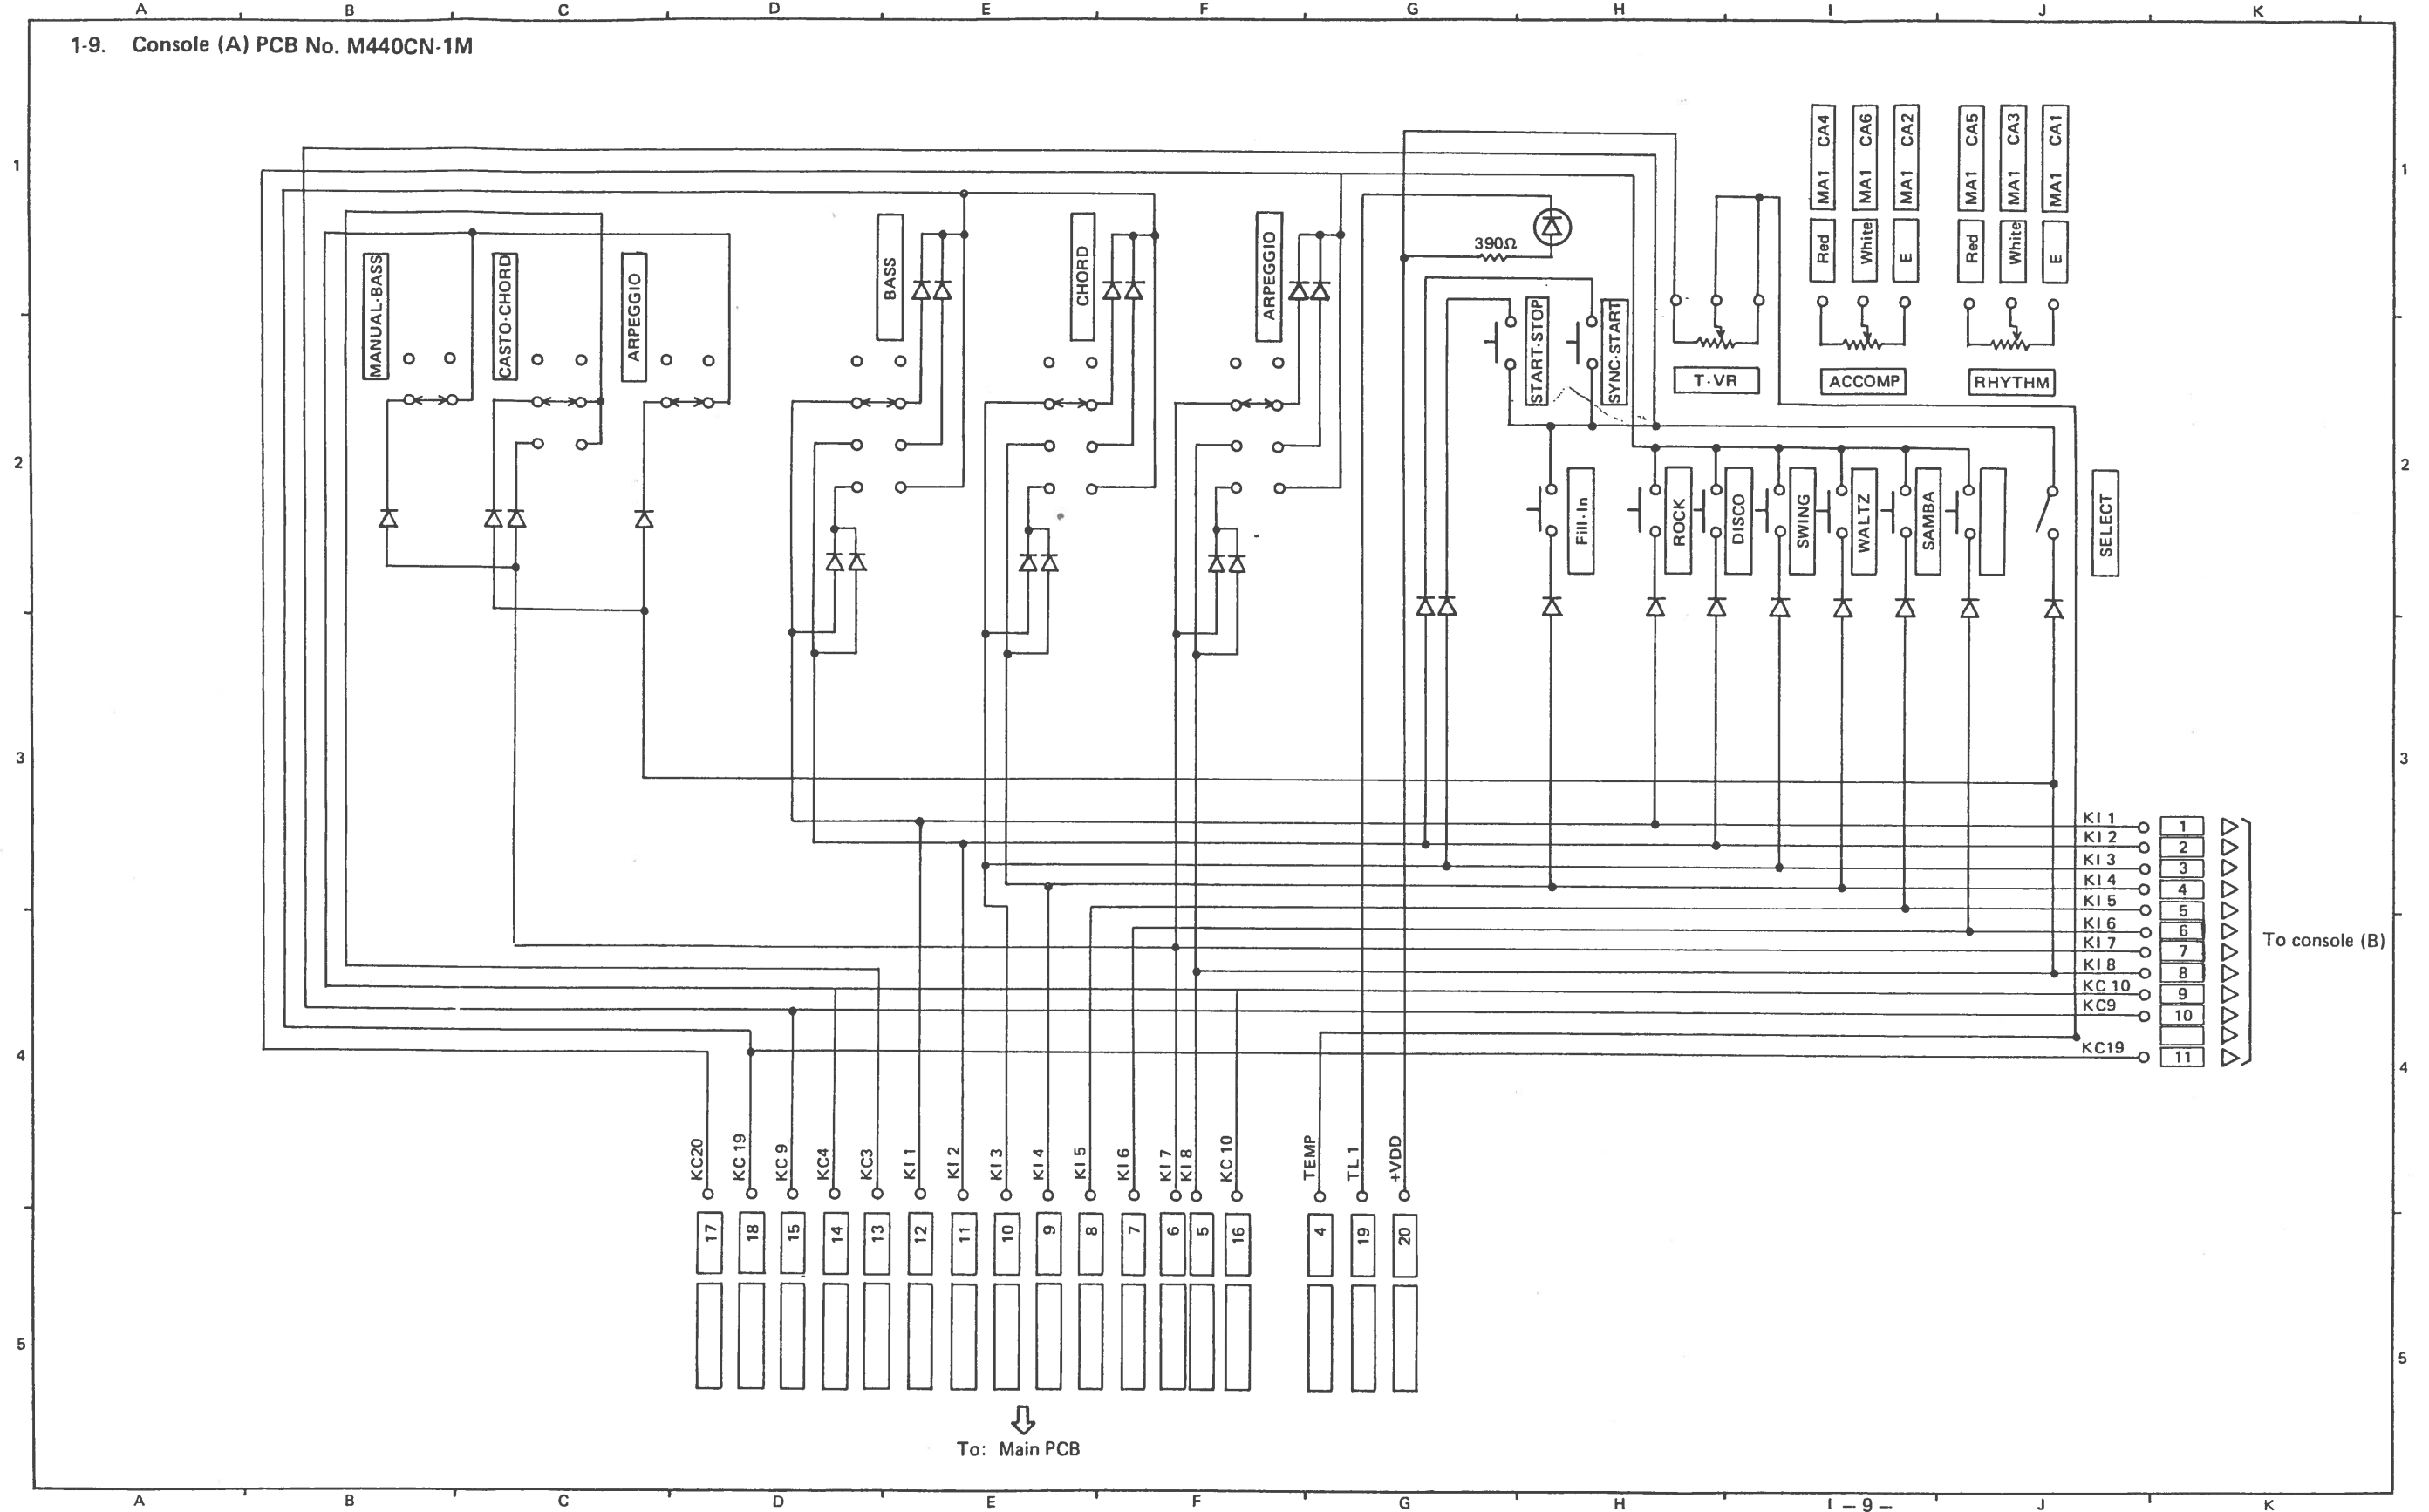 A B C D E F G H I J K
1-9. Console (A) PCB No. M440CN-1M
1
2
3
4
5
1
2
3
4
5
MANUAL·BASS
CASTO·CHORD
ARPEGGIO
BASS
CHORD
ARPEGGIO
390Ω
START·STOP
SYNC·START
MA1 CA4
MA1 CA6
MA1 CA2
MA1 CA5
MA1 CA3
MA1 CA1
Red
White
E
Red
White
E
T·VR
ACCOMP
RHYTHM
Fill·In
ROCK
DISCO
SWING
WALTZ
SAMBA
SELECT
KI 1 1
KI 2 2
KI 3 3
KI 4 4
KI 5 5
KI 6 6
KI 7 7
KI 8 8
KC 10 9
KC9 10
KC19 11
To console (B)
KC20 17
KC 19 18
KC 9 15
KC4 14
KC3 13
KI 1 12
KI 2 11
KI 3 10
KI 4 9
KI 5 8
KI 6 7
KI 7 6
KI 8 5
KC 10 16
TEMP 4
TL 1 19
+VDD 20
To: Main PCB
A B C D E F G H I –9– J K